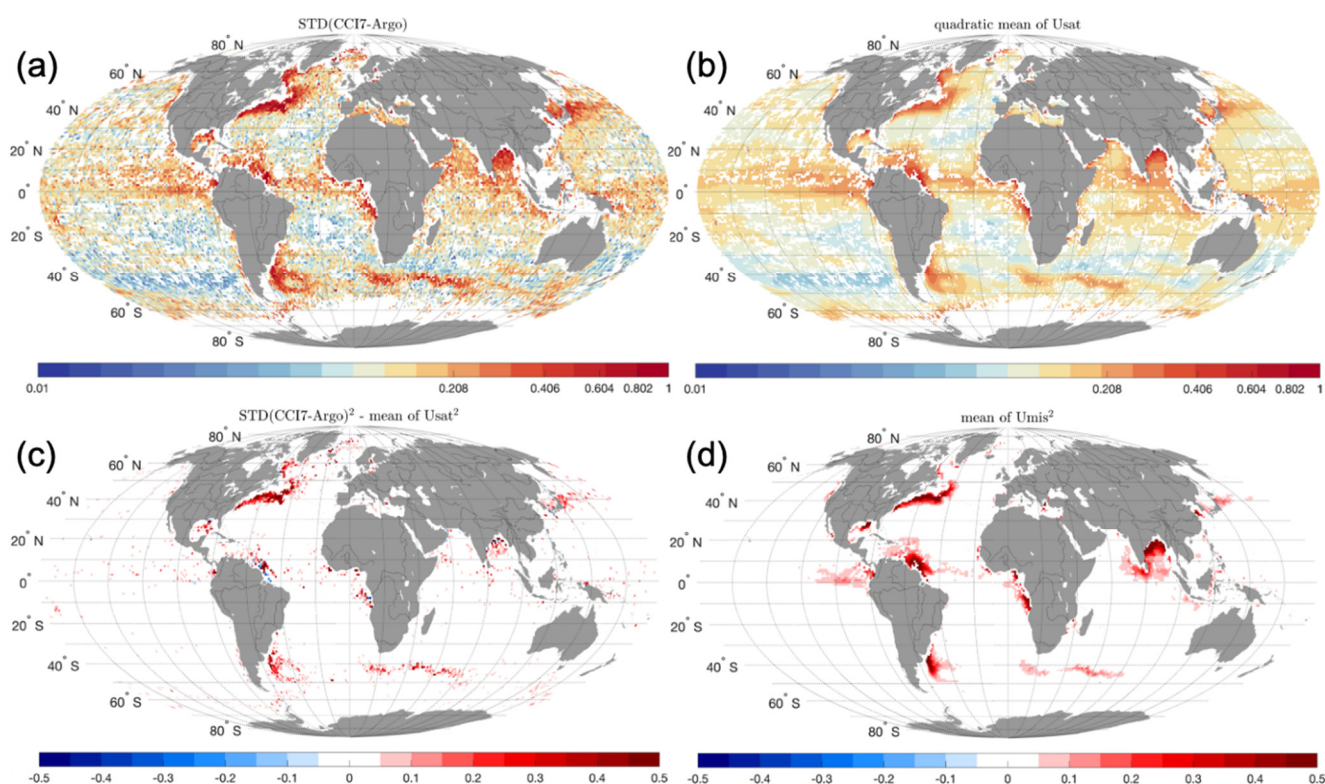 STD(CCI7-Argo)
quadratic mean of Usat
(a)
80° N
60° N
40° N
20° N
0°
20° S
40° S
60° S
80° S
0.01 0.208 0.406 0.604 0.802 1
(b)
80° N
60° N
40° N
20° N
0°
20° S
40° S
60° S
80° S
0.01 0.208 0.406 0.604 0.802 1
STD(CCI7-Argo)² - mean of Usat²
mean of Umis²
(c)
80° N
60° N
40° N
20° N
0°
20° S
40° S
60° S
80° S
-0.5 -0.4 -0.3 -0.2 -0.1 0 0.1 0.2 0.3 0.4 0.5
(d)
80° N
60° N
40° N
20° N
0°
20° S
40° S
60° S
80° S
-0.5 -0.4 -0.3 -0.2 -0.1 0 0.1 0.2 0.3 0.4 0.5